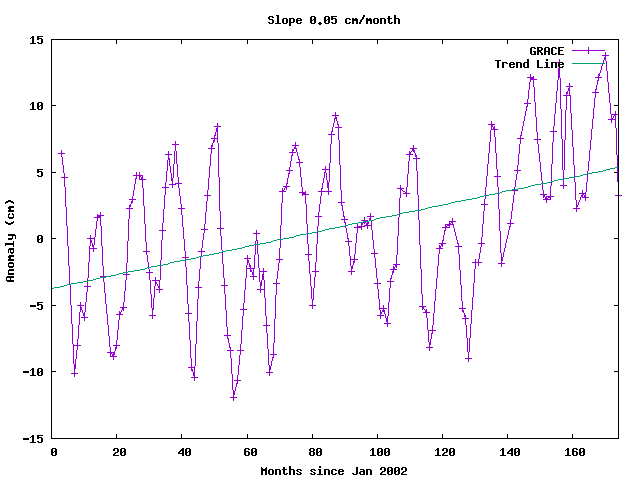 Slope 0.05 cm/month
GRACE
Trend Line
15
10
5
0
-5
-10
-15
Anomaly (cm)
0 20 40 60 80 100 120 140 160
Months since Jan 2002